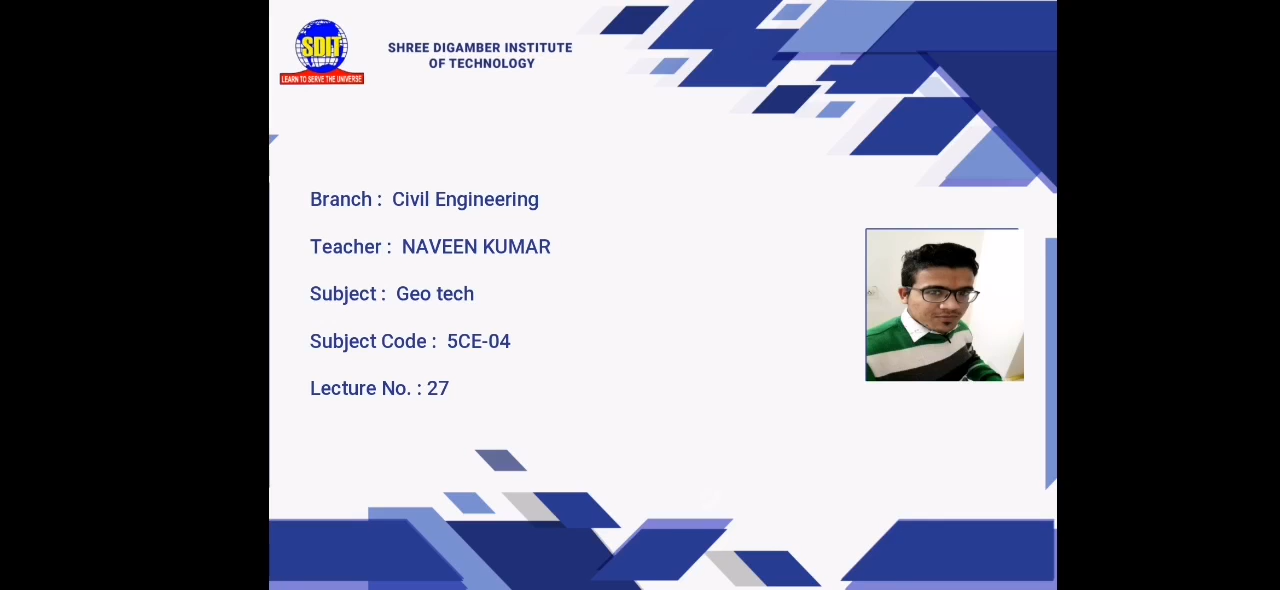 SDIT
LEARN TO SERVE THE UNIVERSE
SHREE DIGAMBER INSTITUTE
OF TECHNOLOGY
Branch : Civil Engineering
Teacher : NAVEEN KUMAR
Subject : Geo tech
Subject Code : 5CE-04
Lecture No. : 27